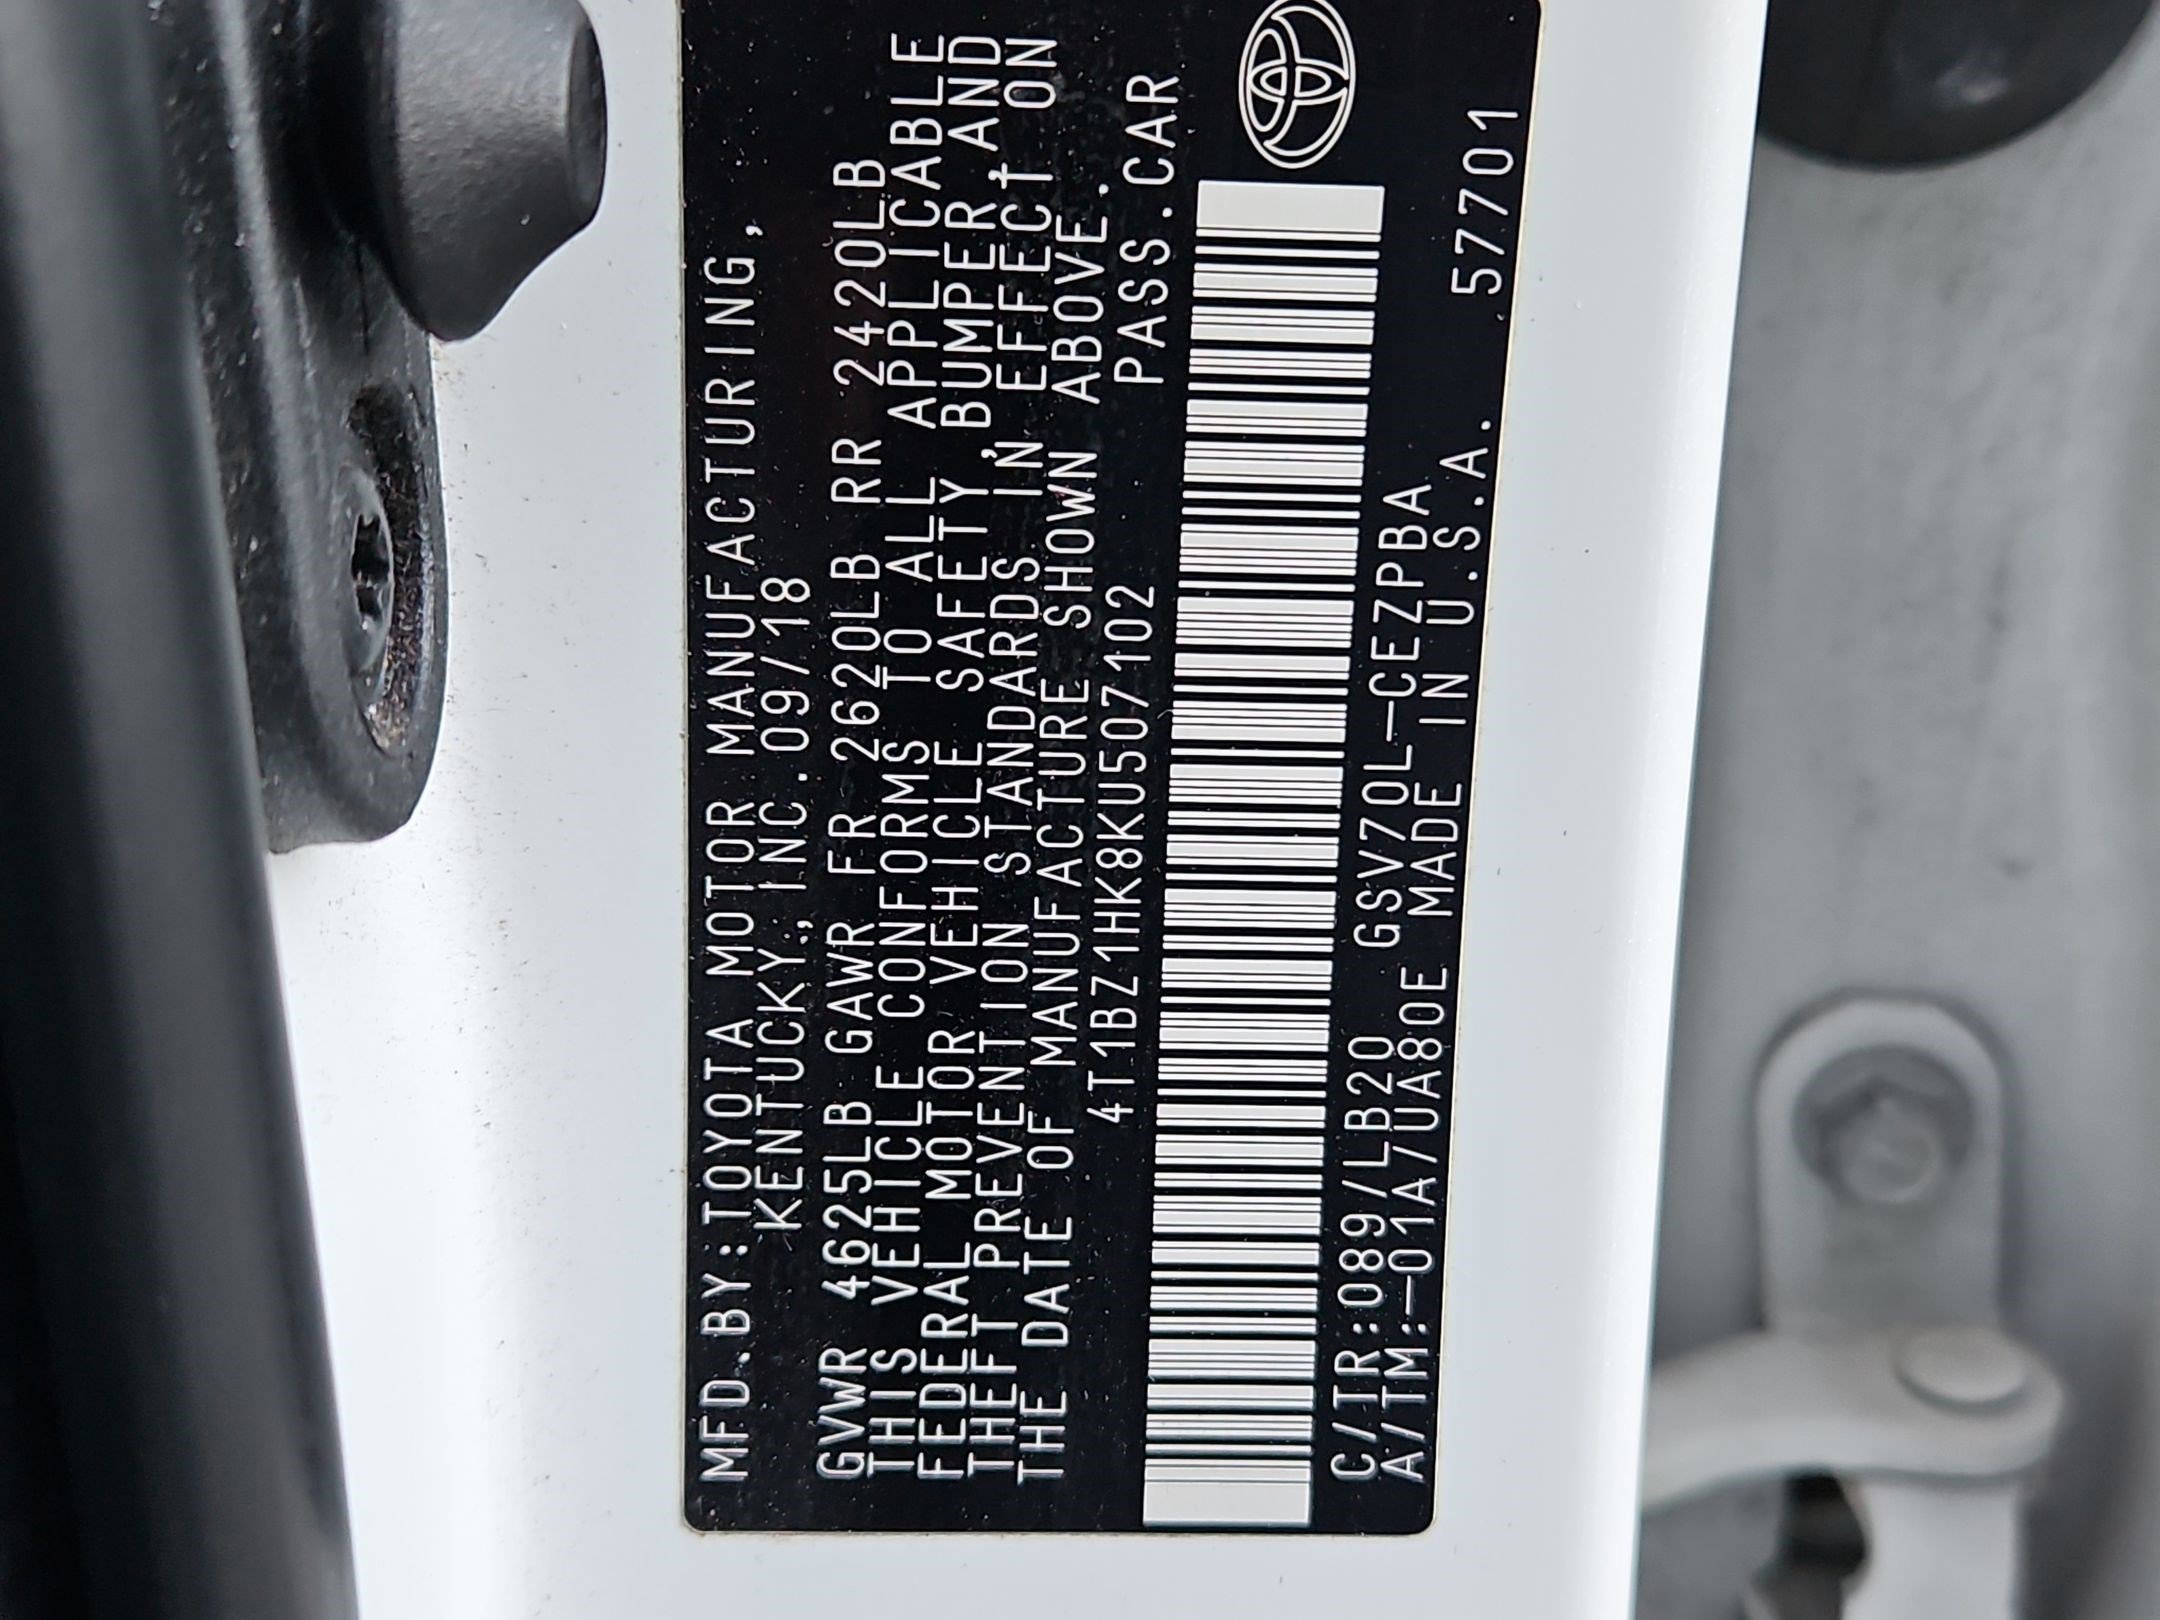 MFD.BY:TOYOTA MOTOR MANUFACTURING,
KENTUCKY, INC.09/18
GVWR 4625LB GAWR FR 2620LB RR 2420LB
THIS VEHICLE CONFORMS TO ALL APPLICABLE
FEDERAL MOTOR VEHICLE SAFETY, BUMPER, AND
THEFT PREVENTION STANDARDS IN EFFECT ON
THE DATE OF MANUFACTURE SHOWN ABOVE.
4T1BZ1HK8KU507102 PASS.CAR
C/TR:089/LB20 GSV70L-CEZPBA
A/TM:-01A/UA80E MADE IN U.S.A. 57701